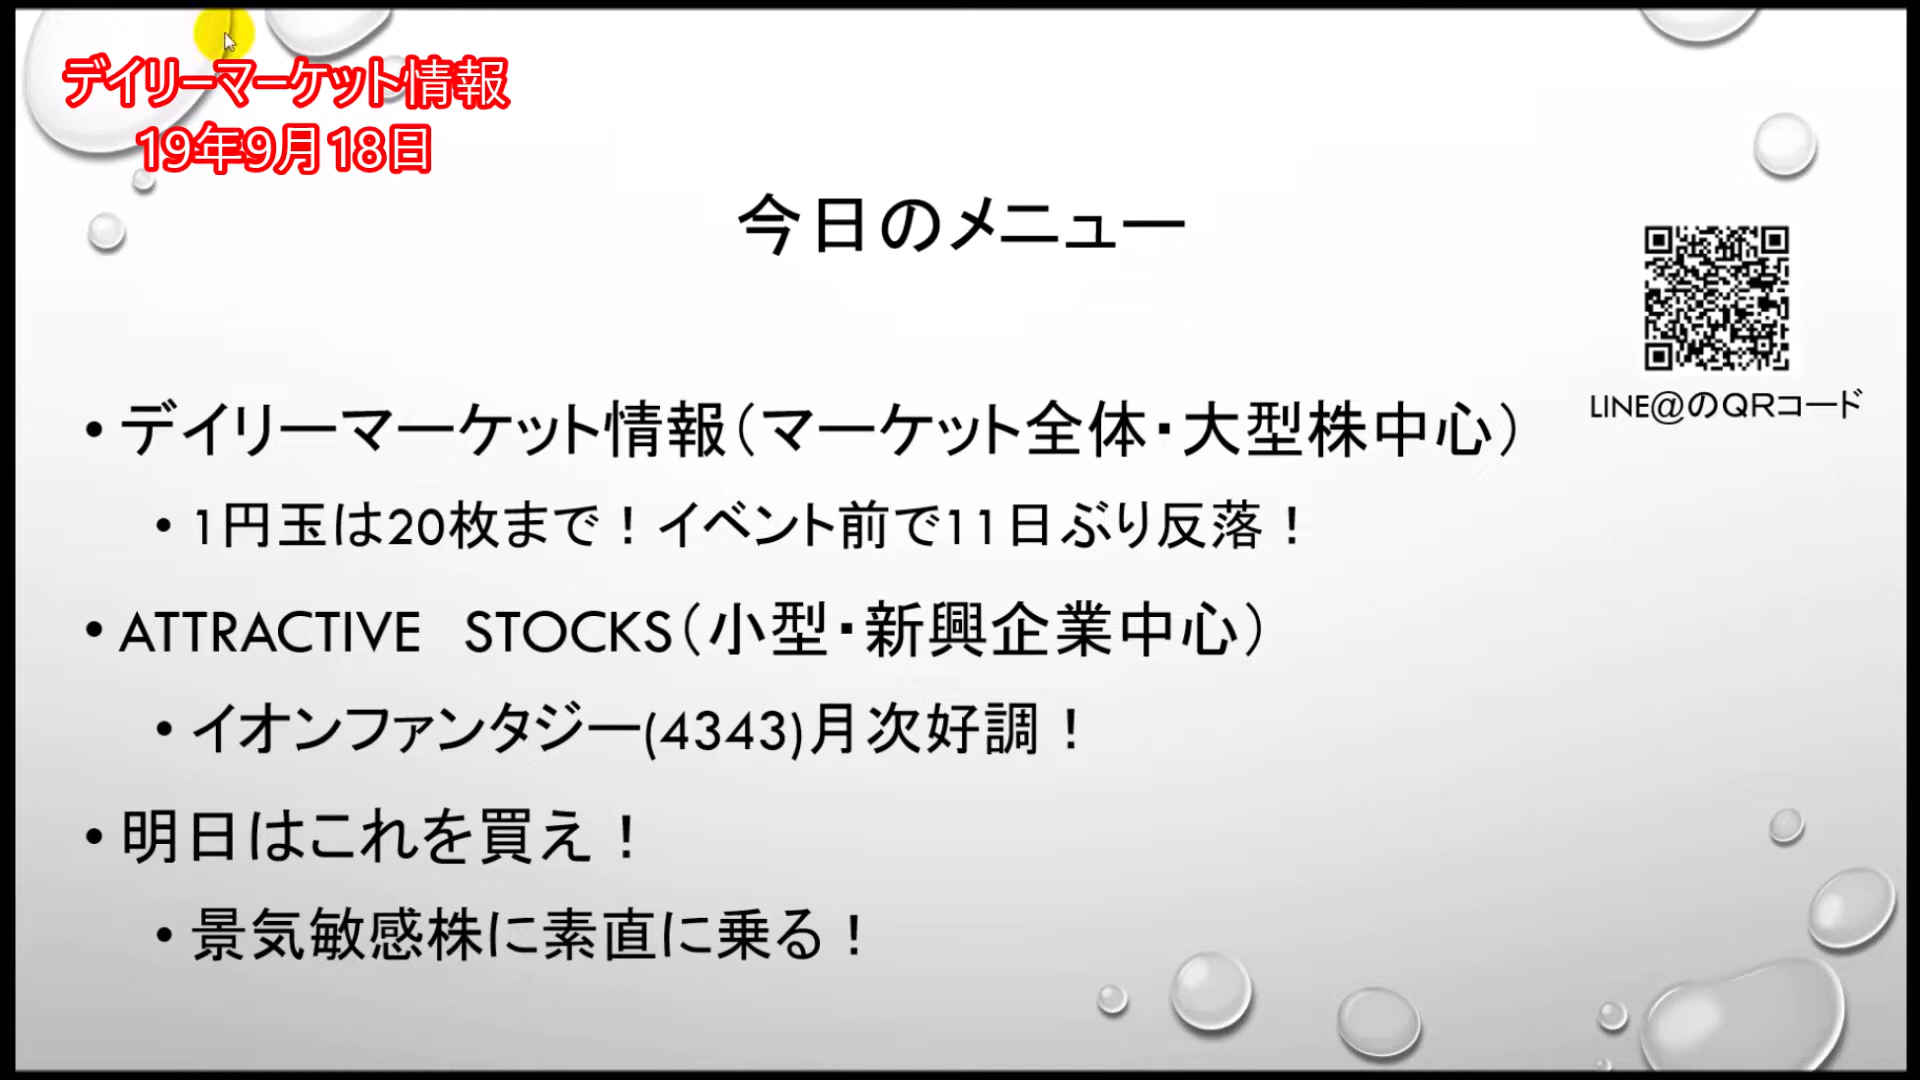 デイリーマーケット情報
19年9月18日
今日のメニュー
LINE@のQRコード
• デイリーマーケット情報(マーケット全体・大型株中心)
• 1円玉は20枚まで！イベント前で11日ぶり反落！
• ATTRACTIVE STOCKS(小型・新興企業中心)
• イオンファンタジー(4343)月次好調！
• 明日はこれを買え！
• 景気敏感株に素直に乗る！